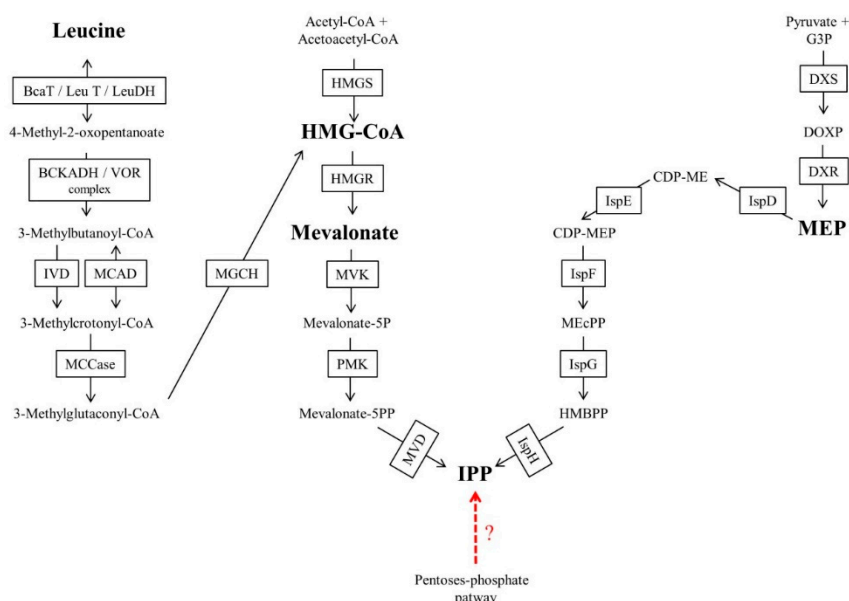 Leucine
BcaT / Leu T / LeuDH
4-Methyl-2-oxopentanoate
BCKADH / VOR
complex
3-Methylbutanoyl-CoA
IVD
MCAD
3-Methylcrotonyl-CoA
MCCase
3-Methylglutaconyl-CoA
MGCH
Acetyl-CoA +
Acetoacetyl-CoA
HMGS
HMG-CoA
HMGR
Mevalonate
MVK
Mevalonate-5P
PMK
Mevalonate-5PP
MVD
IPP
?
Pentoses-phosphate
patway
Pyruvate +
G3P
DXS
DOXP
DXR
MEP
IspD
CDP-ME
IspE
CDP-MEP
IspF
MEcPP
IspG
HMBPP
IspH